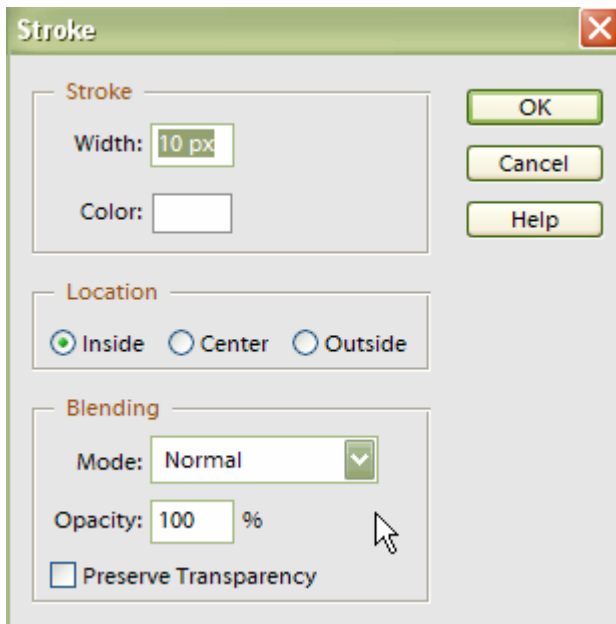 Stroke
Stroke
Width: 10 px
Color:
OK
Cancel
Help
Location
Inside Center Outside
Blending
Mode: Normal
Opacity: 100 %
Preserve Transparency